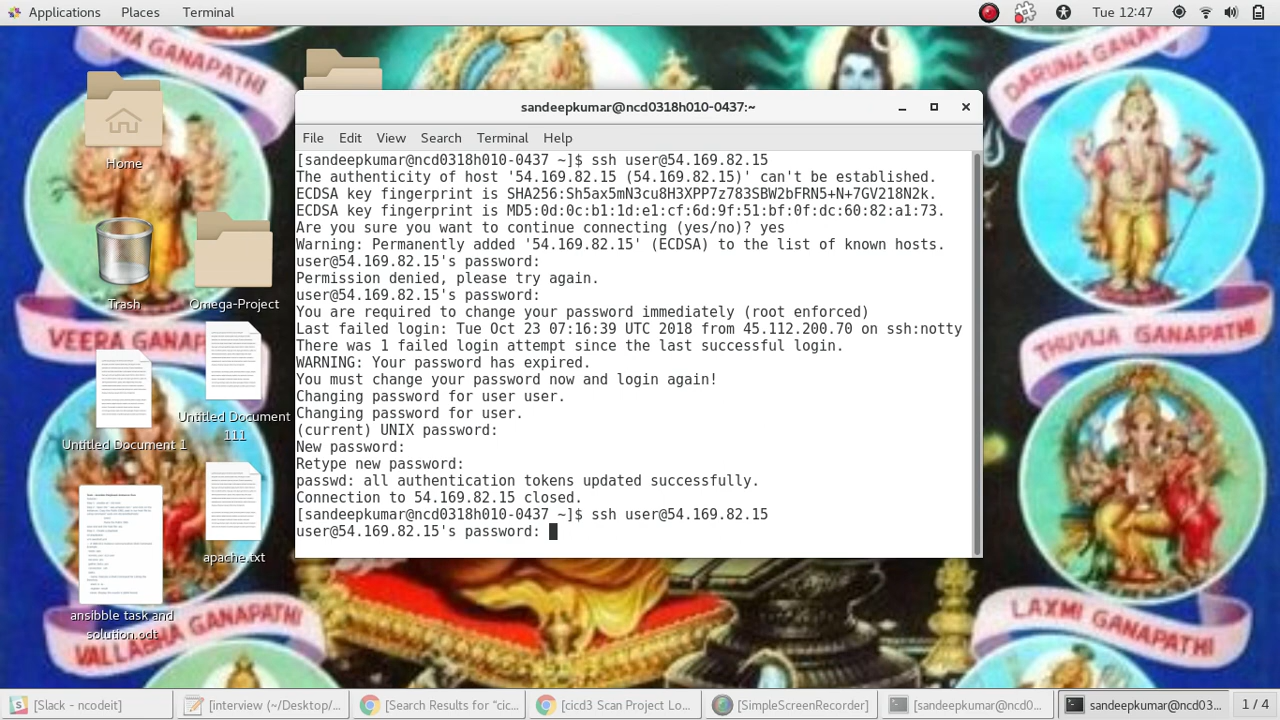 Applications Places Terminal Tue 12:47
DARUNA GANAPATHI
Home
sandeepkumar@ncd0318h010-0437:~
File Edit View Search Terminal Help
[sandeepkumar@ncd0318h010-0437 ~]$ ssh user@54.169.82.15
The authenticity of host '54.169.82.15 (54.169.82.15)' can't be established.
ECDSA key fingerprint is SHA256:Sh5ax5mN3cu8H3XPP7z783SBW2bFRN5+N+7GV218N2k.
ECDSA key fingerprint is MD5:0d:0c:b1:1d:e1:cf:6d:9f:51:bf:0f:dc:60:82:a1:73.
Are you sure you want to continue connecting (yes/no)? yes
Warning: Permanently added '54.169.82.15' (ECDSA) to the list of known hosts.
user@54.169.82.15's password:
Permission denied, please try again.
user@54.169.82.15's password:
You are required to change your password immediately (root enforced)
Last failed login: Tue Oct 23 07:16:39 UTC 2018 from 45.112.200.70 on ssh:notty
There was 1 failed login attempt since the last successful login.
WARNING: Your password has expired.
You must change your password now and login again!
Changing password for user user.
Changing password for user.
(current) UNIX password:
New password:
Retype new password:
passwd: all authentication tokens updated successfully.
Connection to 54.169.82.15 closed.
[sandeepkumar@ncd0318h010-0437 ~]$ ssh user@54.169.82.15
user@54.169.82.15's password:
Trash
Omega-Project
VEERA GANAPATHI
Untitled Document 111
Untitled Document 1
apache.txt
ansibble task and
solution.odt
VALLABHA GANAPATHI
LAXMI GANAPATHI
[Slack - ncodeit] [interview (~/Desktop/... [Search Results for "cic... [cicd3 Scan Project Lo... [SimpleScreenRecorder] [sandeepkumar@ncd0... sandeepkumar@ncd03... 1 / 4